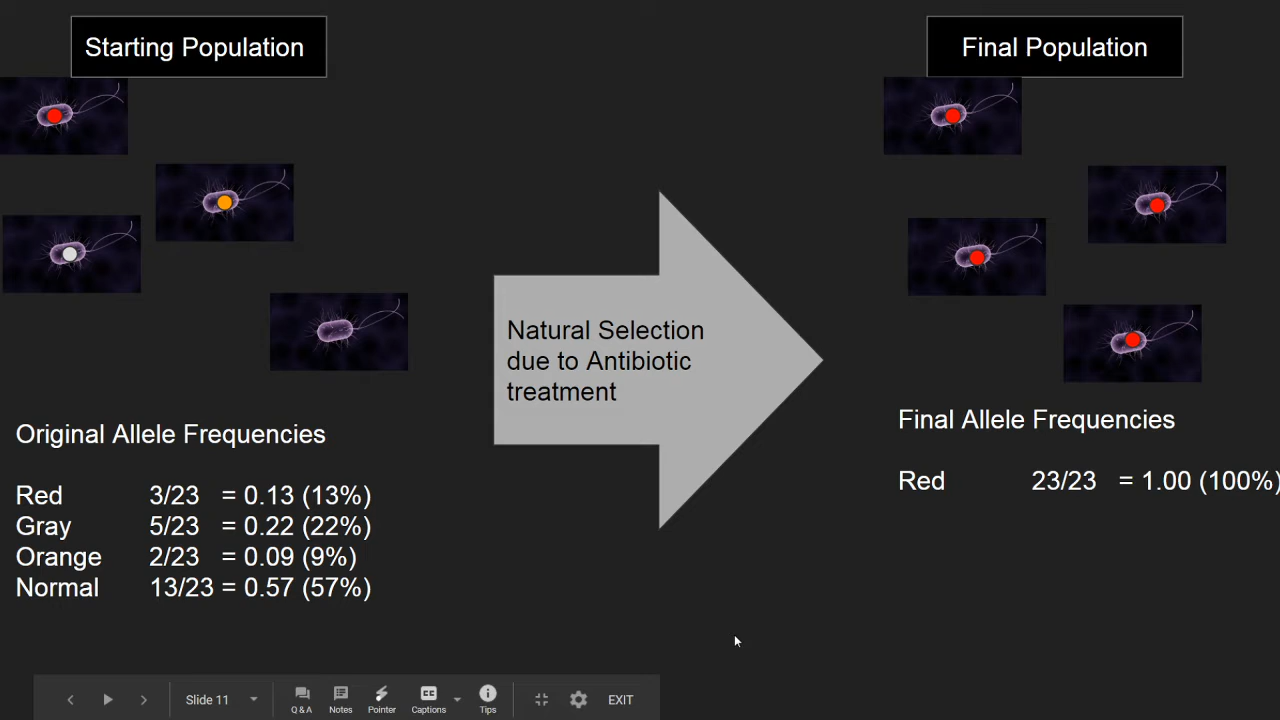 Starting Population
Final Population
Natural Selection
due to Antibiotic
treatment
Original Allele Frequencies
Red 3/23 = 0.13 (13%)
Gray 5/23 = 0.22 (22%)
Orange 2/23 = 0.09 (9%)
Normal 13/23 = 0.57 (57%)
Final Allele Frequencies
Red 23/23 = 1.00 (100%)
Slide 11
Q & A
Notes
Pointer
CC
Captions
Tips
EXIT